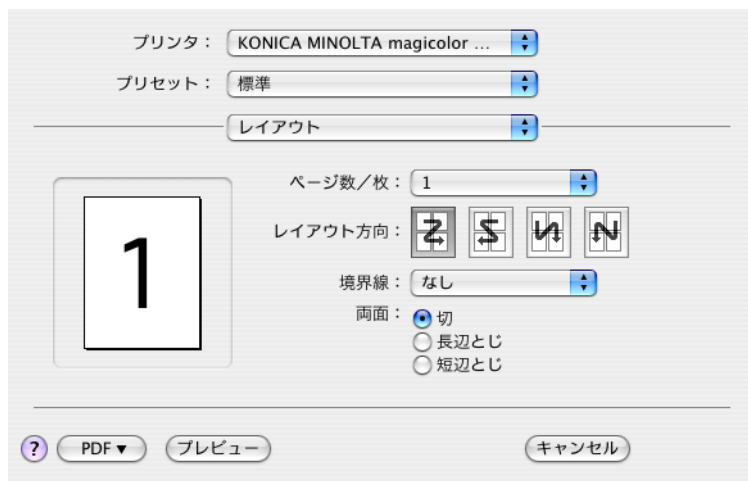 プリンタ： KONICA MINOLTA magicolor ...
プリセット： 標準
レイアウト
ページ数／枚： 1
レイアウト方向：
1
境界線： なし
両面： 切
長辺とじ
短辺とじ
? PDF▼ プレビュー キャンセル